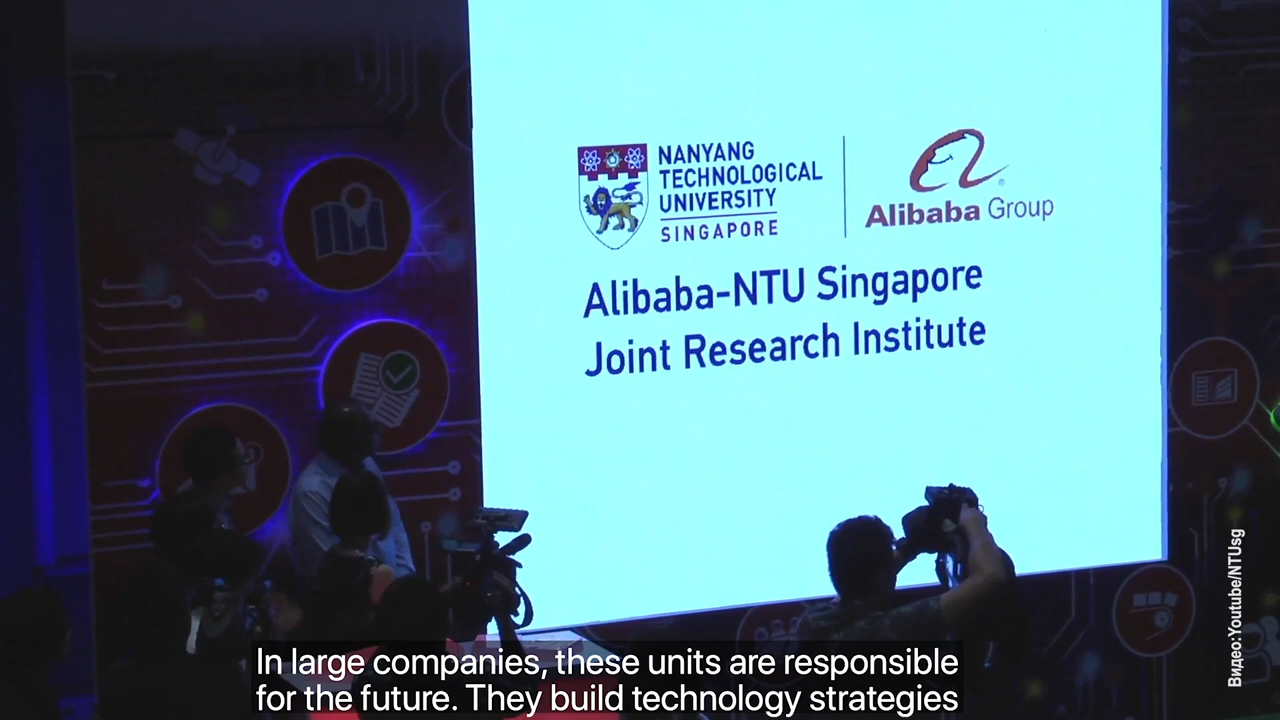 NANYANG
TECHNOLOGICAL
UNIVERSITY
SINGAPORE
Alibaba Group
Alibaba-NTU Singapore
Joint Research Institute
Видео:Youtube/NTUsg
In large companies, these units are responsible
for the future. They build technology strategies